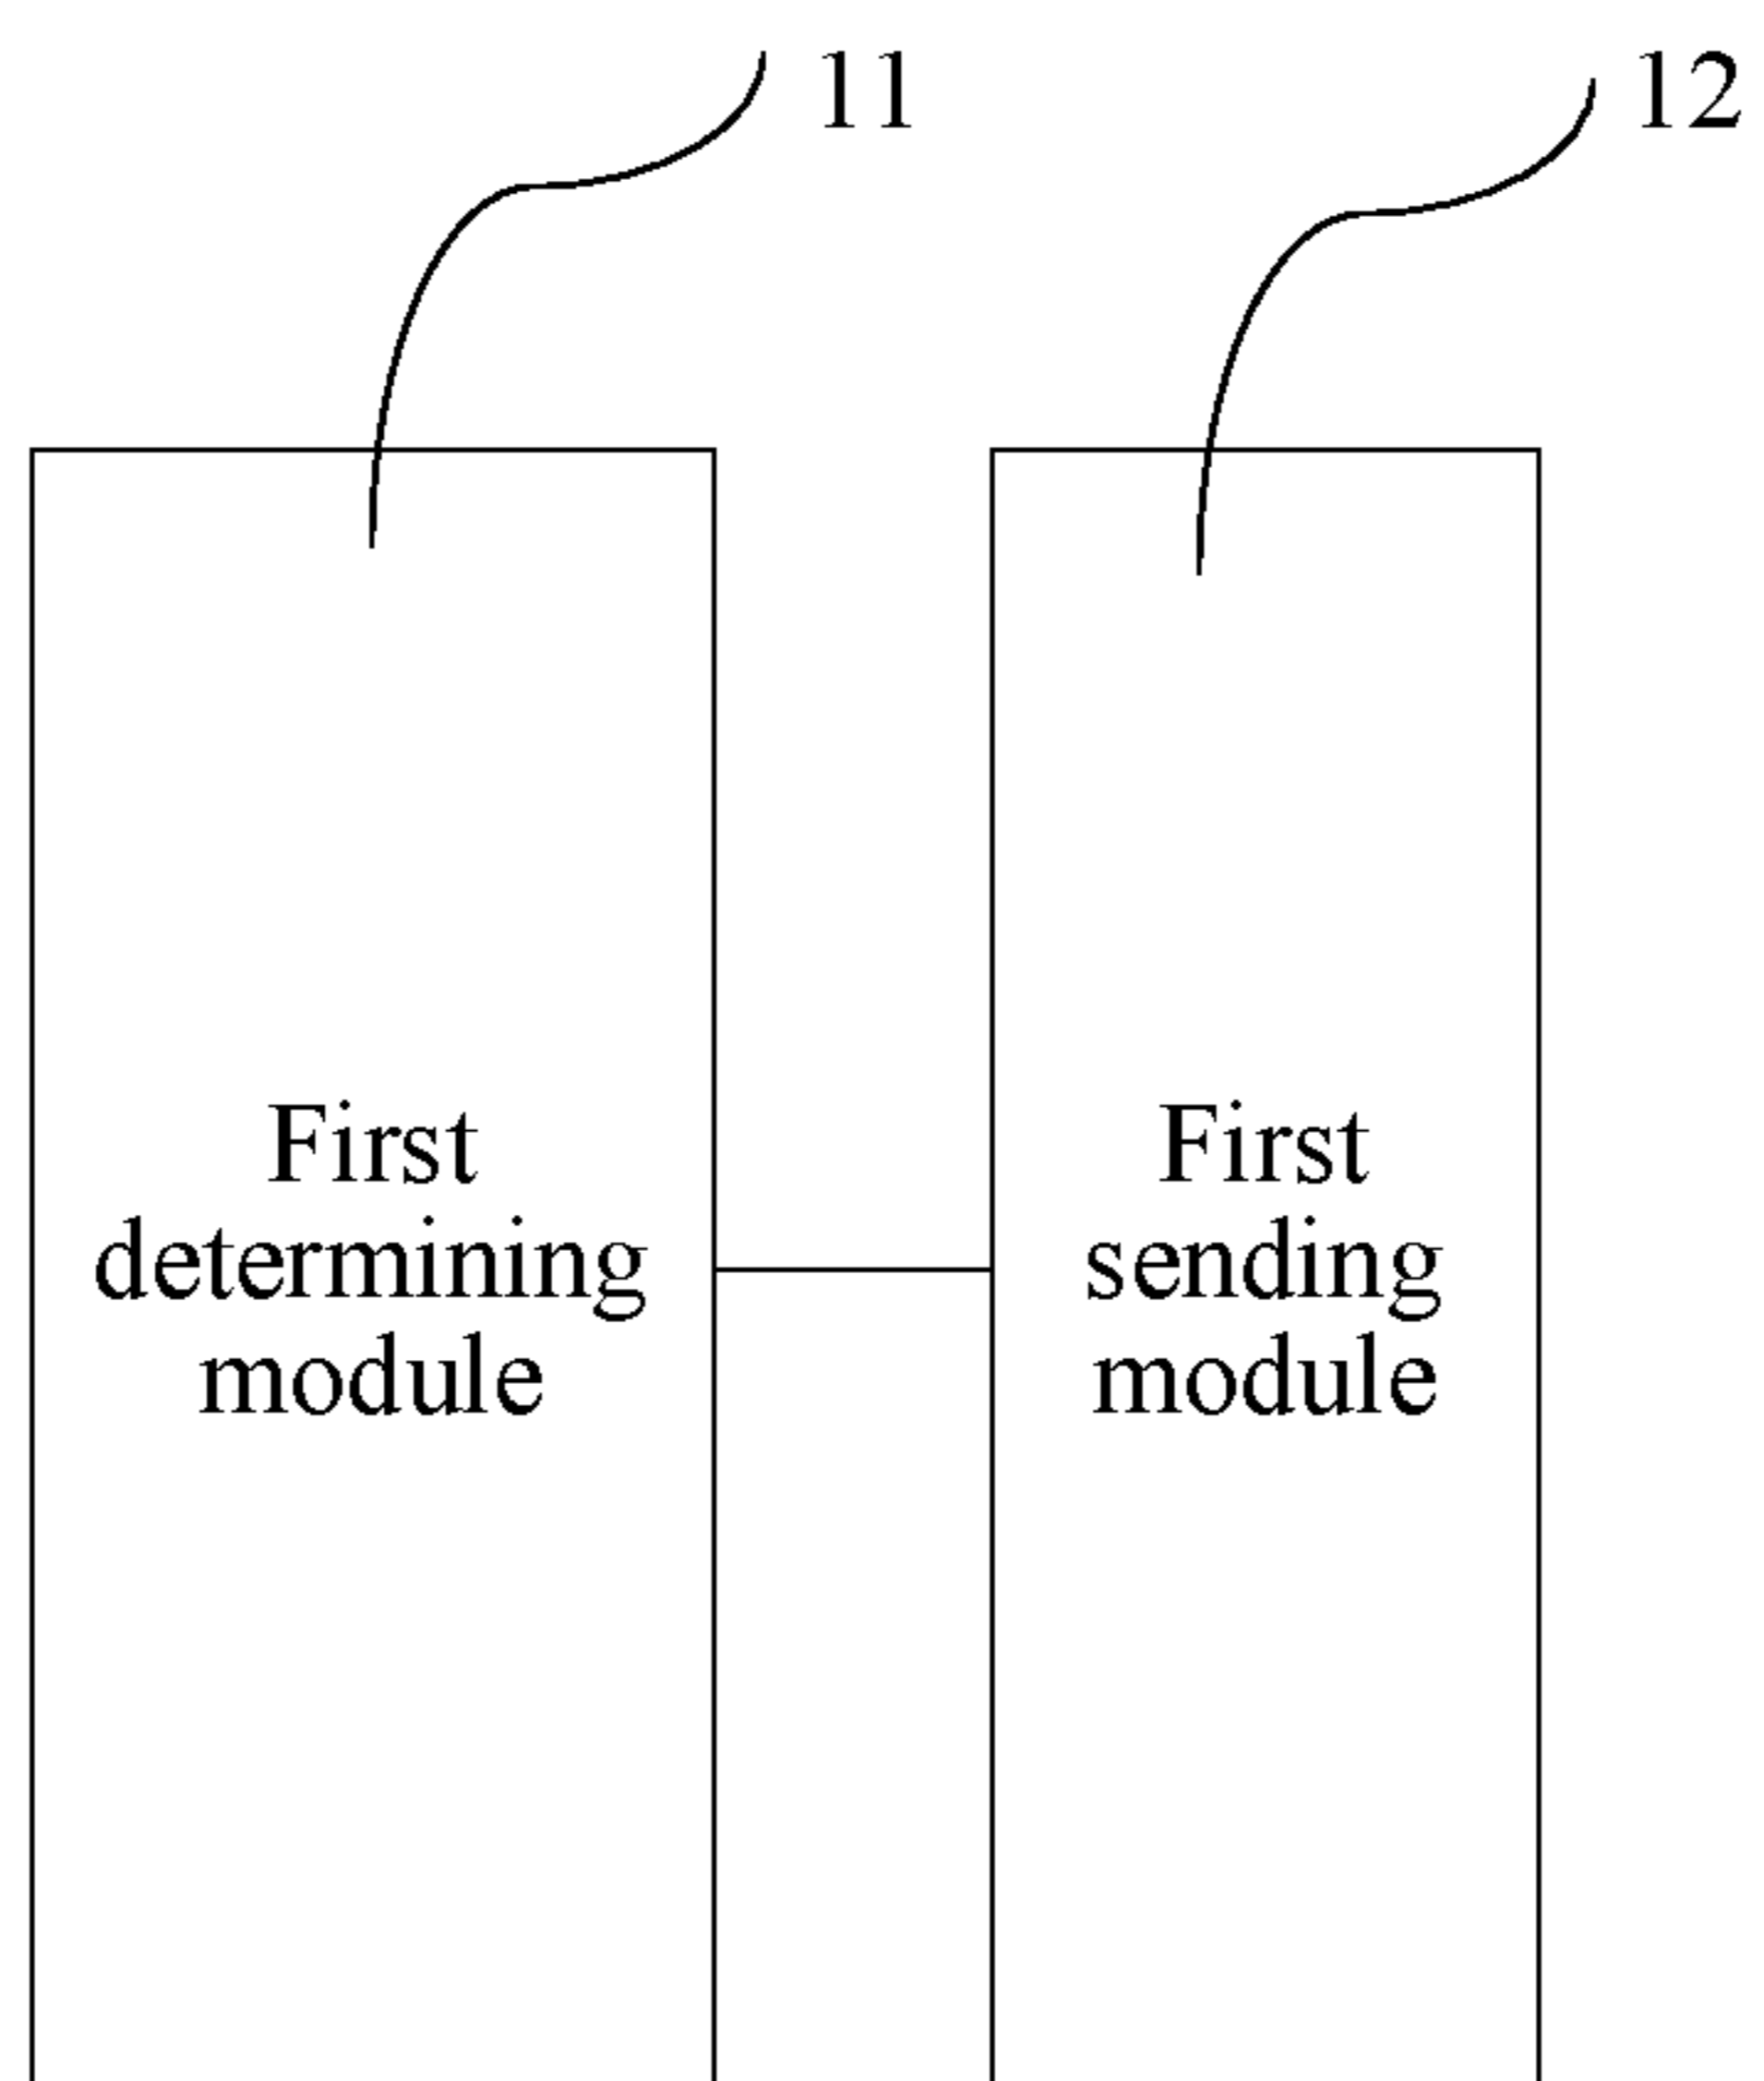 11
12
First
determining
module
First
sending
module